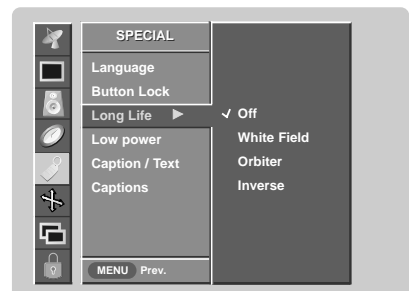 SPECIAL
Language
Button Lock
Long Life ▶ ✓ Off
Low power White Field
Caption / Text Orbiter
Captions Inverse
MENU Prev.